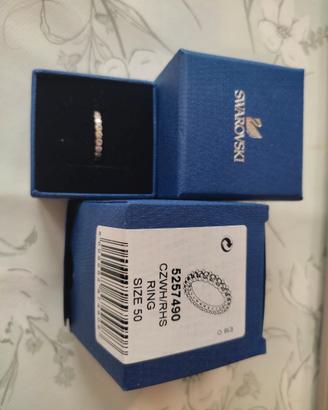 SWAROVSKI
5257490
CZWH/RHS
RING
SIZE 50